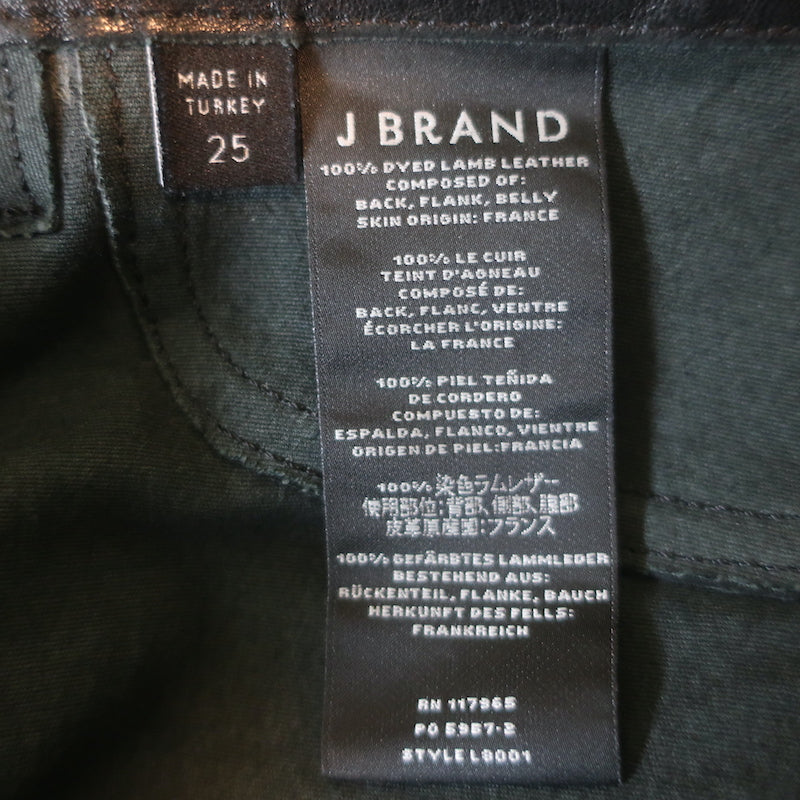 MADE IN
TURKEY
25
J BRAND
100% DYED LAMB LEATHER
COMPOSED OF:
BACK, FLANK, BELLY
SKIN ORIGIN: FRANCE
100% LE CUIR
TEINT D'AGNEAU
COMPOSÉ DE:
BACK, FLANC, VENTRE
ÉCORCHER L'ORIGINE:
LA FRANCE
100% PIEL TEÑIDA
DE CORDERO
COMPUESTO DE:
ESPALDA, FLANCO, VIENTRE
ORIGEN DE PIEL:FRANCIA
100% 染色ラムレザー
使用部位:背部、側部、腹部
皮革原産国:フランス
100% GEFÄRBTES LAMMLEDER
BESTEHEND AUS:
RÜCKENTEIL, FLANKE, BAUCH
HERKUNFT DES FELLS:
FRANKREICH
RN 117965
PO 5957-2
STYLE L9001